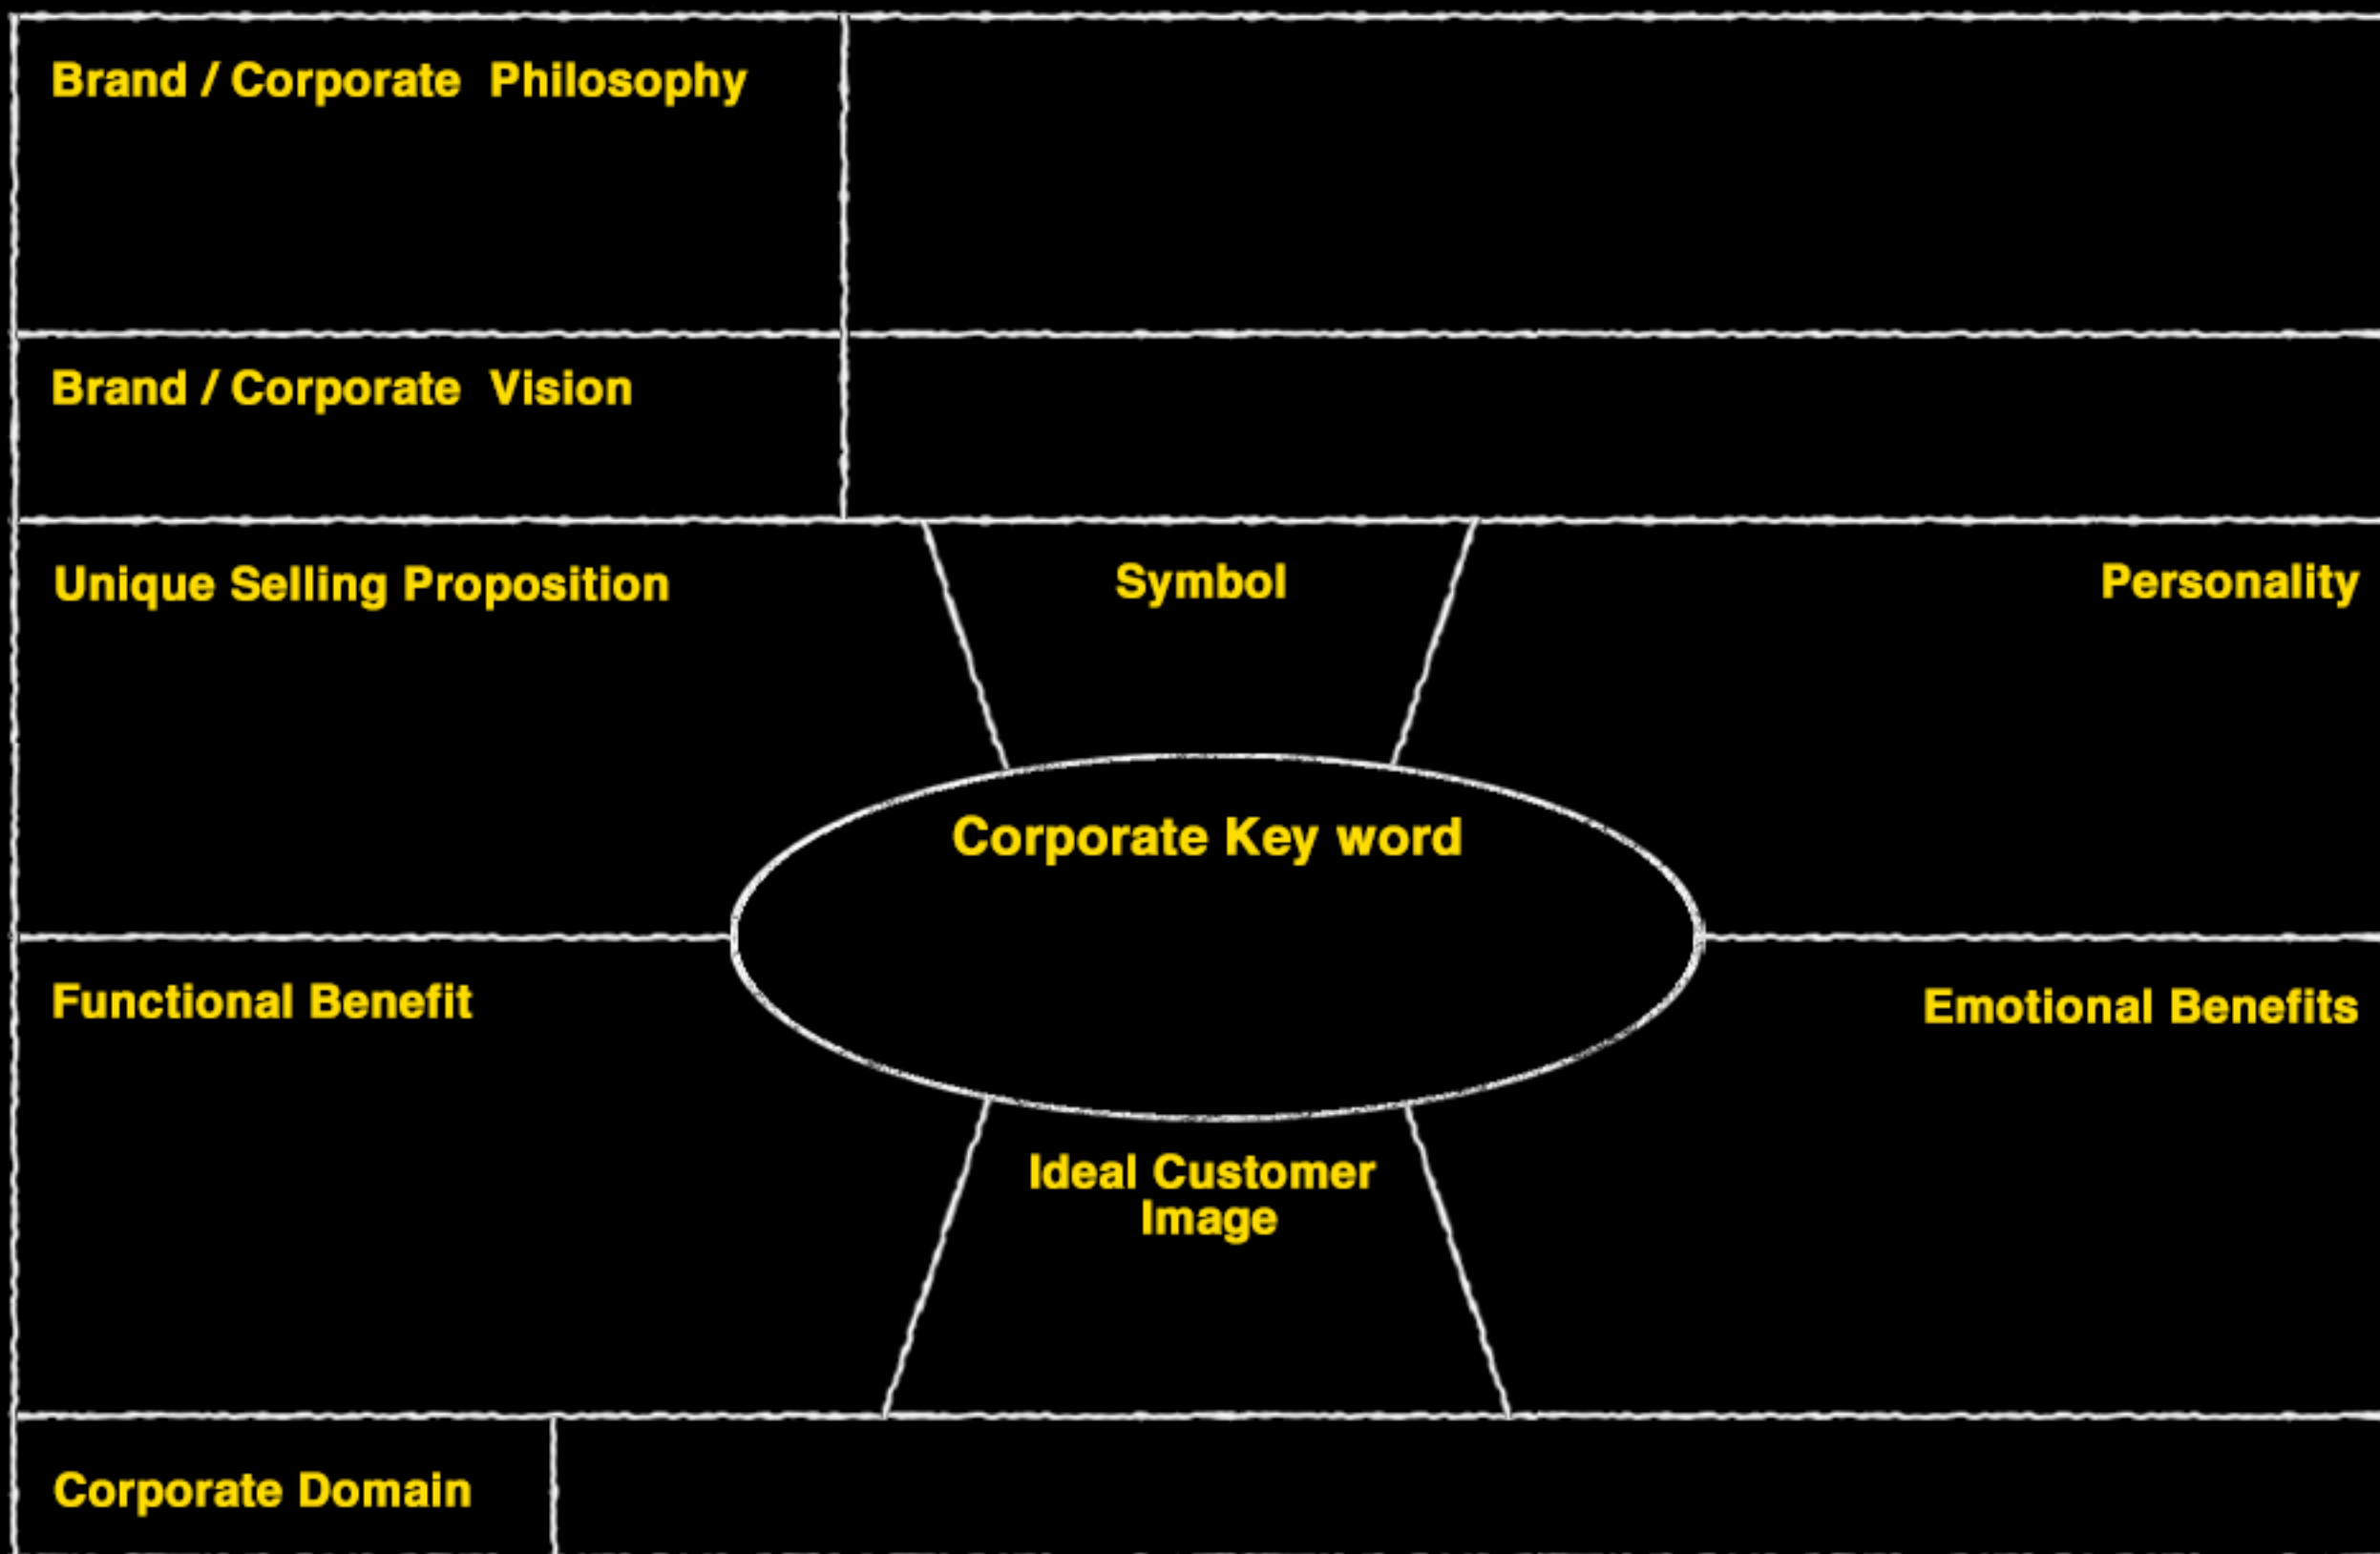 Brand / Corporate  Philosophy
Brand / Corporate  Vision
Unique Selling Proposition
Symbol
Personality
Corporate Key word
Functional Benefit
Emotional Benefits
Ideal Customer
Image
Corporate Domain